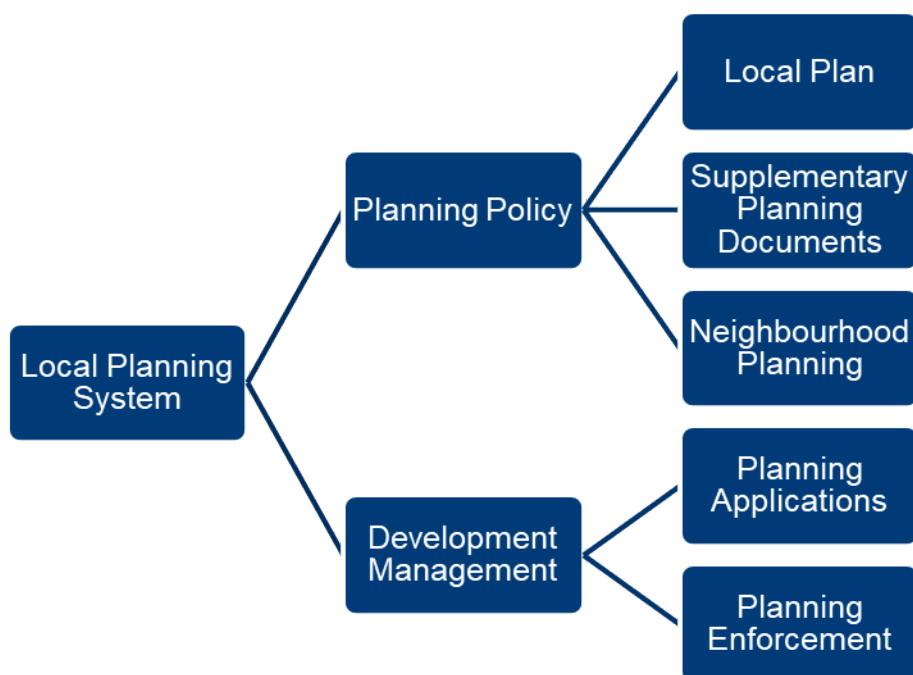 Local Planning
System
Planning Policy
Development
Management
Local Plan
Supplementary
Planning
Documents
Neighbourhood
Planning
Planning
Applications
Planning
Enforcement